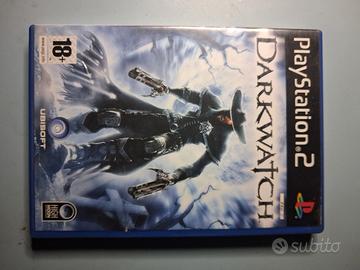 PlayStation®2
DARKWATCH
18+
UBISOFT
subito